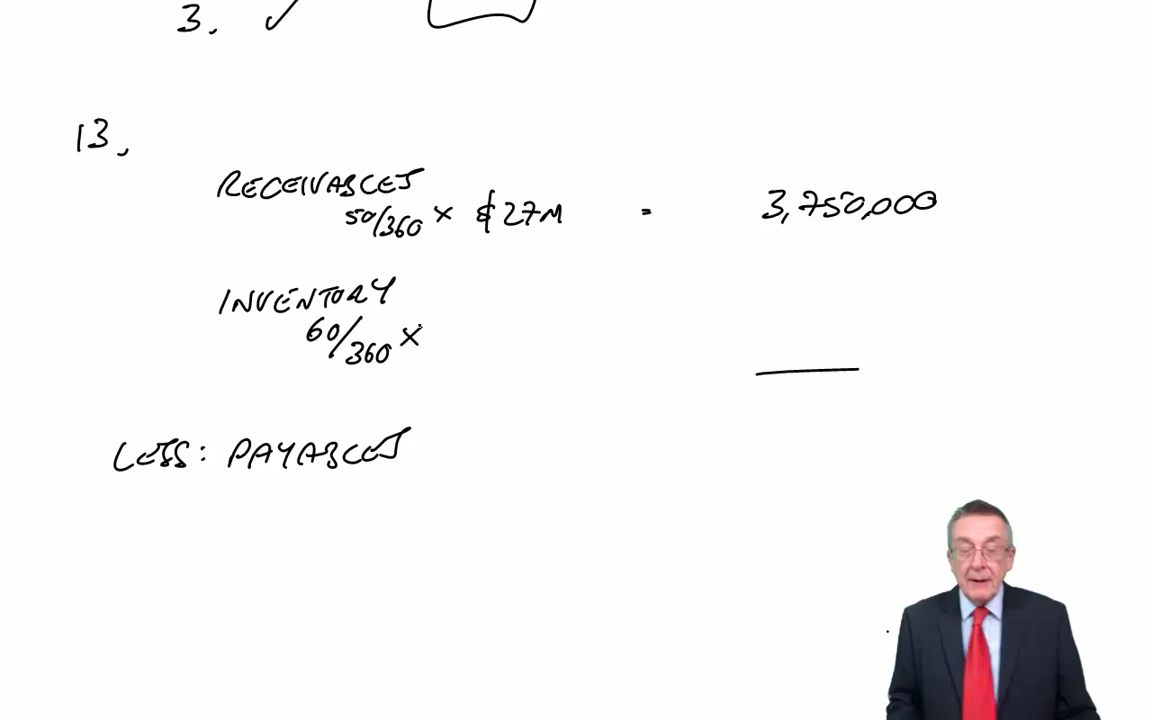 3. ✓
13,
RECEIVABLES
50/360 × $27M = 3,750,000
INVENTORY
60/360 ×
LESS: PAYABLES